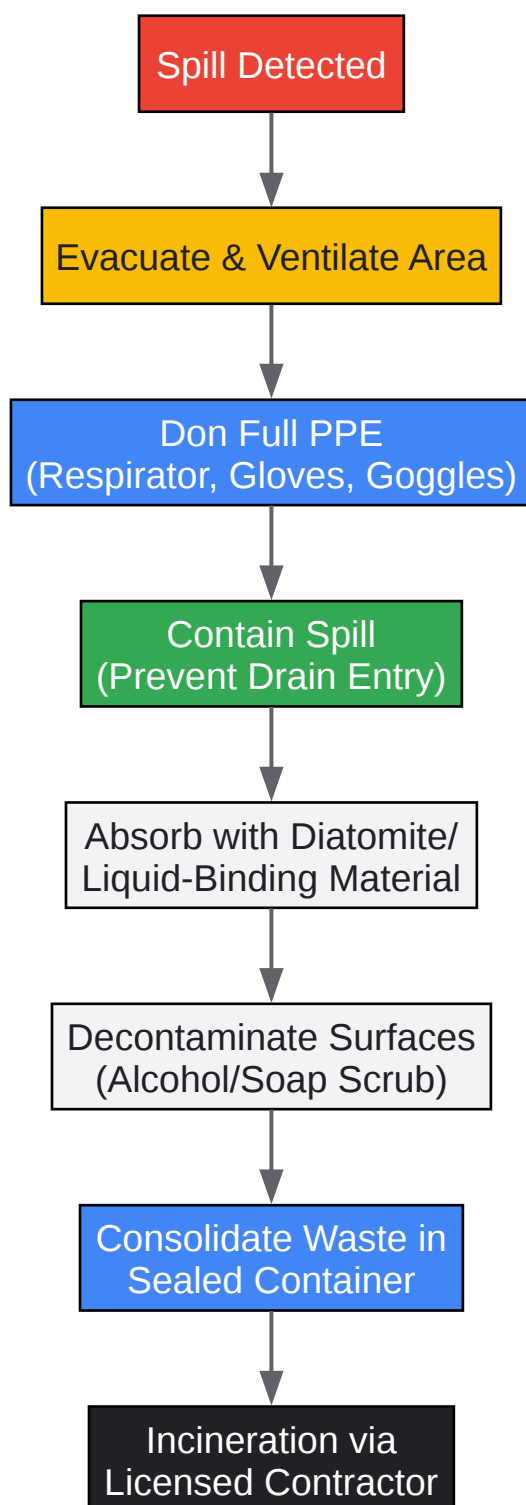 Spill Detected
Evacuate & Ventilate Area
Don Full PPE
(Respirator, Gloves, Goggles)
Contain Spill
(Prevent Drain Entry)
Absorb with Diatomite/
Liquid-Binding Material
Decontaminate Surfaces
(Alcohol/Soap Scrub)
Consolidate Waste in
Sealed Container
Incineration via
Licensed Contractor